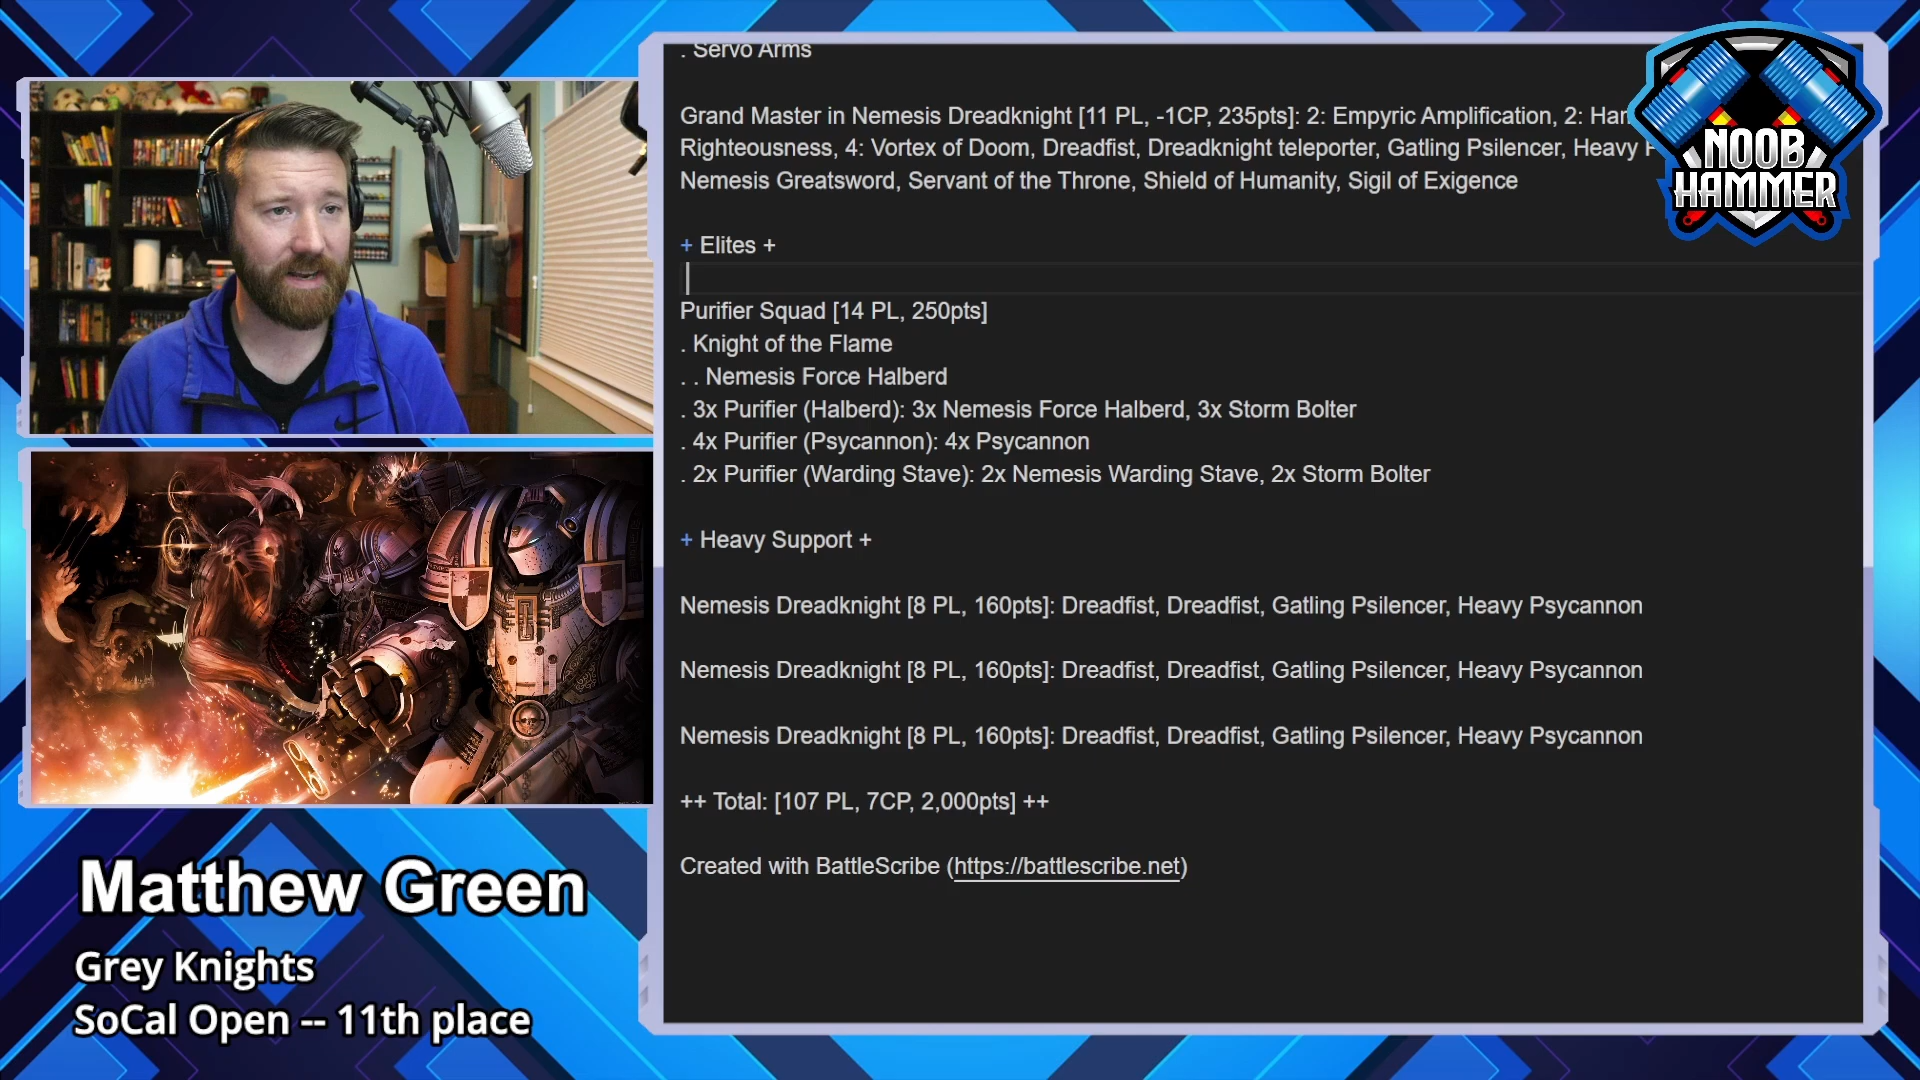 . Servo Arms
Grand Master in Nemesis Dreadknight [11 PL, -1CP, 235pts]: 2: Empyric Amplification, 2:
Righteousness, 4: Vortex of Doom, Dreadfist, Dreadknight teleporter, Gatling Psilencer, Heavy
Nemesis Greatsword, Servant of the Throne, Shield of Humanity, Sigil of Exigence
+ Elites +
Purifier Squad [14 PL, 250pts]
. Knight of the Flame
. . Nemesis Force Halberd
. 3x Purifier (Halberd): 3x Nemesis Force Halberd, 3x Storm Bolter
. 4x Purifier (Psycannon): 4x Psycannon
. 2x Purifier (Warding Stave): 2x Nemesis Warding Stave, 2x Storm Bolter
+ Heavy Support +
Nemesis Dreadknight [8 PL, 160pts]: Dreadfist, Dreadfist, Gatling Psilencer, Heavy Psycannon
Nemesis Dreadknight [8 PL, 160pts]: Dreadfist, Dreadfist, Gatling Psilencer, Heavy Psycannon
Nemesis Dreadknight [8 PL, 160pts]: Dreadfist, Dreadfist, Gatling Psilencer, Heavy Psycannon
++ Total: [107 PL, 7CP, 2,000pts] ++
Created with BattleScribe (https://battlescribe.net)
NOOB
HAMMER
Matthew Green
Grey Knights
SoCal Open -- 11th place